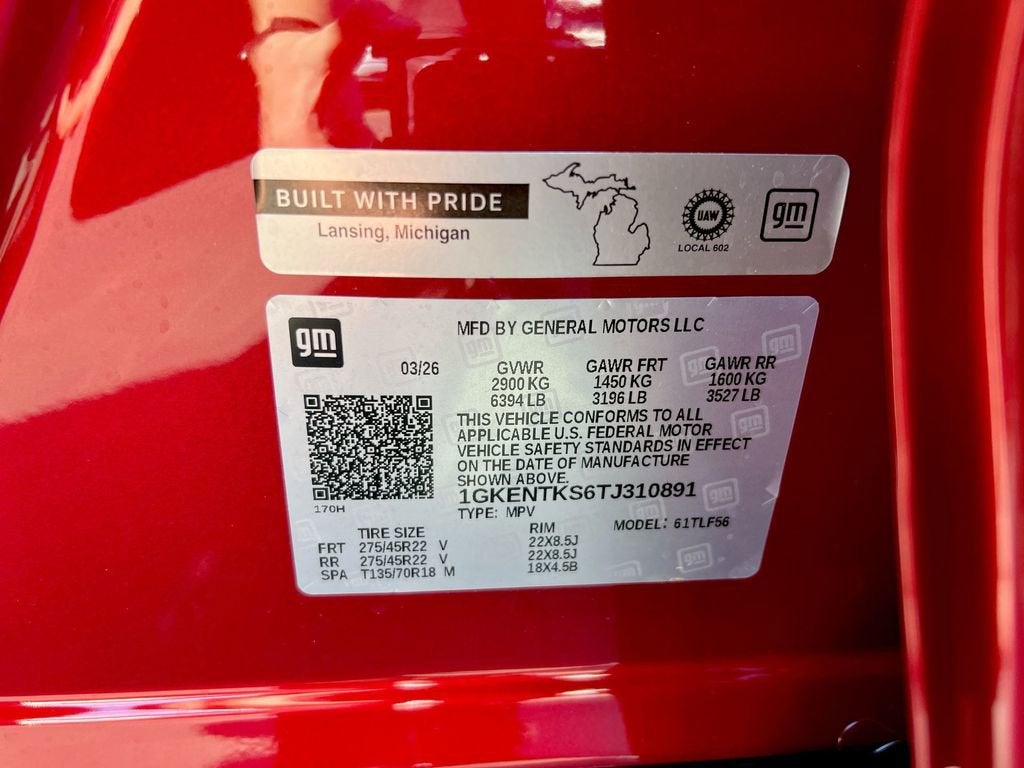 BUILT WITH PRIDE
Lansing, Michigan
UAW
LOCAL 602
gm
gm
MFD BY GENERAL MOTORS LLC
03/26
GVWR GAWR FRT GAWR RR
2900 KG 1450 KG 1600 KG
6394 LB 3196 LB 3527 LB
THIS VEHICLE CONFORMS TO ALL
APPLICABLE U.S. FEDERAL MOTOR
VEHICLE SAFETY STANDARDS IN EFFECT
ON THE DATE OF MANUFACTURE
SHOWN ABOVE.
1GKENTKS6TJ310891
170H
TYPE: MPV MODEL: 61TLF56
TIRE SIZE RIM
FRT 275/45R22 V 22X8.5J
RR 275/45R22 V 22X8.5J
SPA T135/70R18 M 18X4.5B